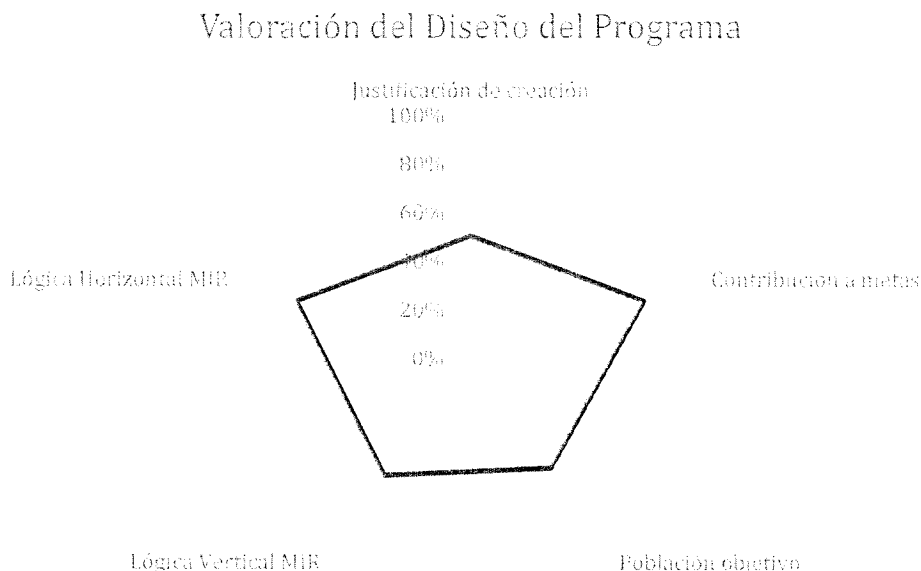 Valoración del Diseño del Programa
Justificación de creación
100%
80%
60%
40%
20%
0%
Lógica Horizontal MIR
Contribución a metas
Lógica Vertical MIR
Población objetivo